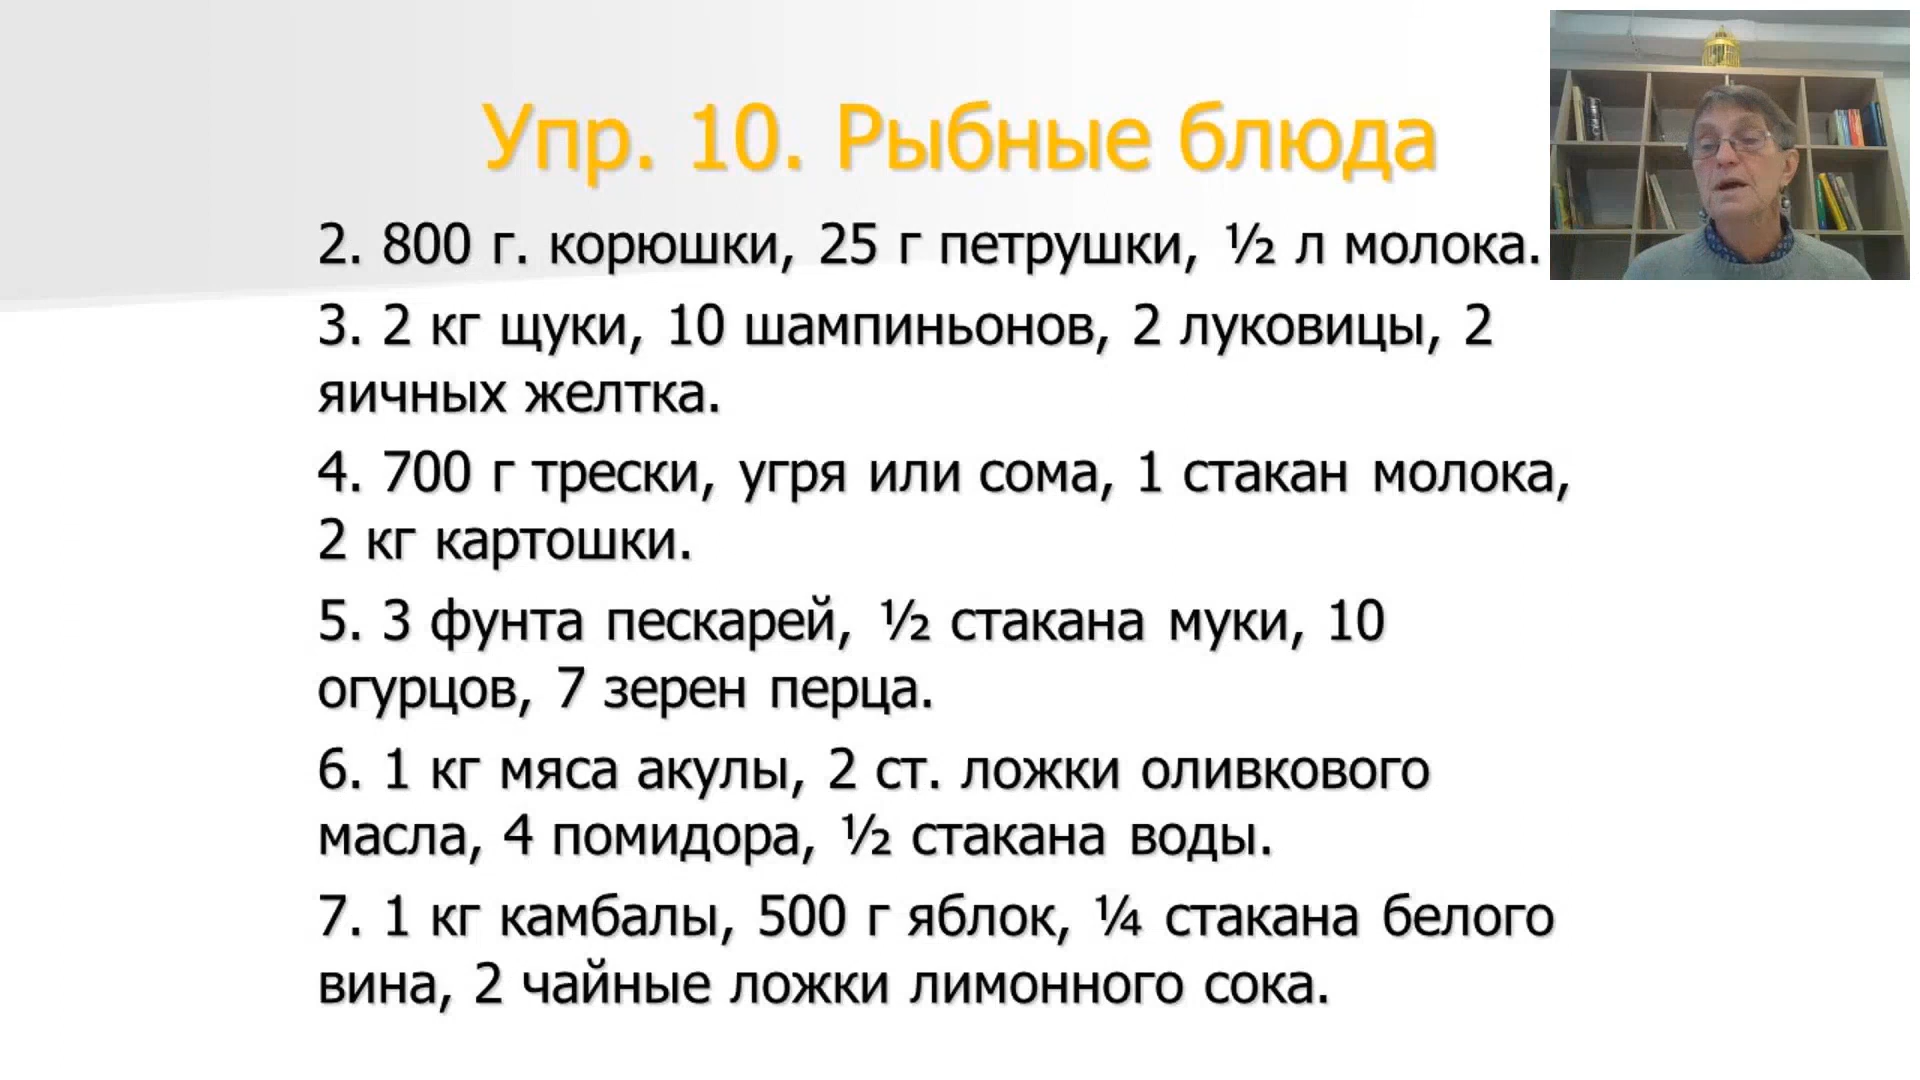 Упр. 10. Рыбные блюда
2. 800 г. корюшки, 25 г петрушки, ½ л молока.
3. 2 кг щуки, 10 шампиньонов, 2 луковицы, 2
яичных желтка.
4. 700 г трески, угря или сома, 1 стакан молока,
2 кг картошки.
5. 3 фунта пескарей, ½ стакана муки, 10
огурцов, 7 зерен перца.
6. 1 кг мяса акулы, 2 ст. ложки оливкового
масла, 4 помидора, ½ стакана воды.
7. 1 кг камбалы, 500 г яблок, ¼ стакана белого
вина, 2 чайные ложки лимонного сока.